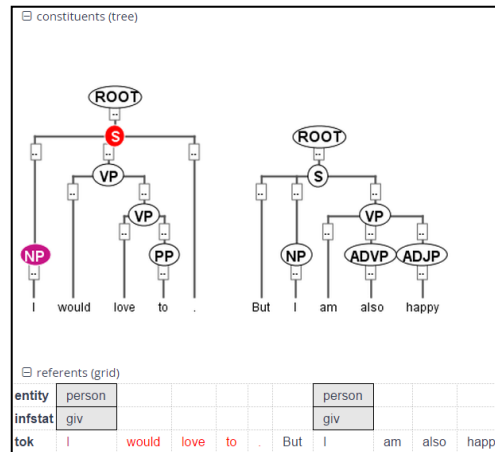 constituents (tree)
ROOT
S
ROOT
VP
S
VP
VP
NP
PP
NP
ADVP
ADJP
I would love to . But I am also happy
referents (grid)
entity person person
infstat giv giv
tok I would love to . But I am also happ